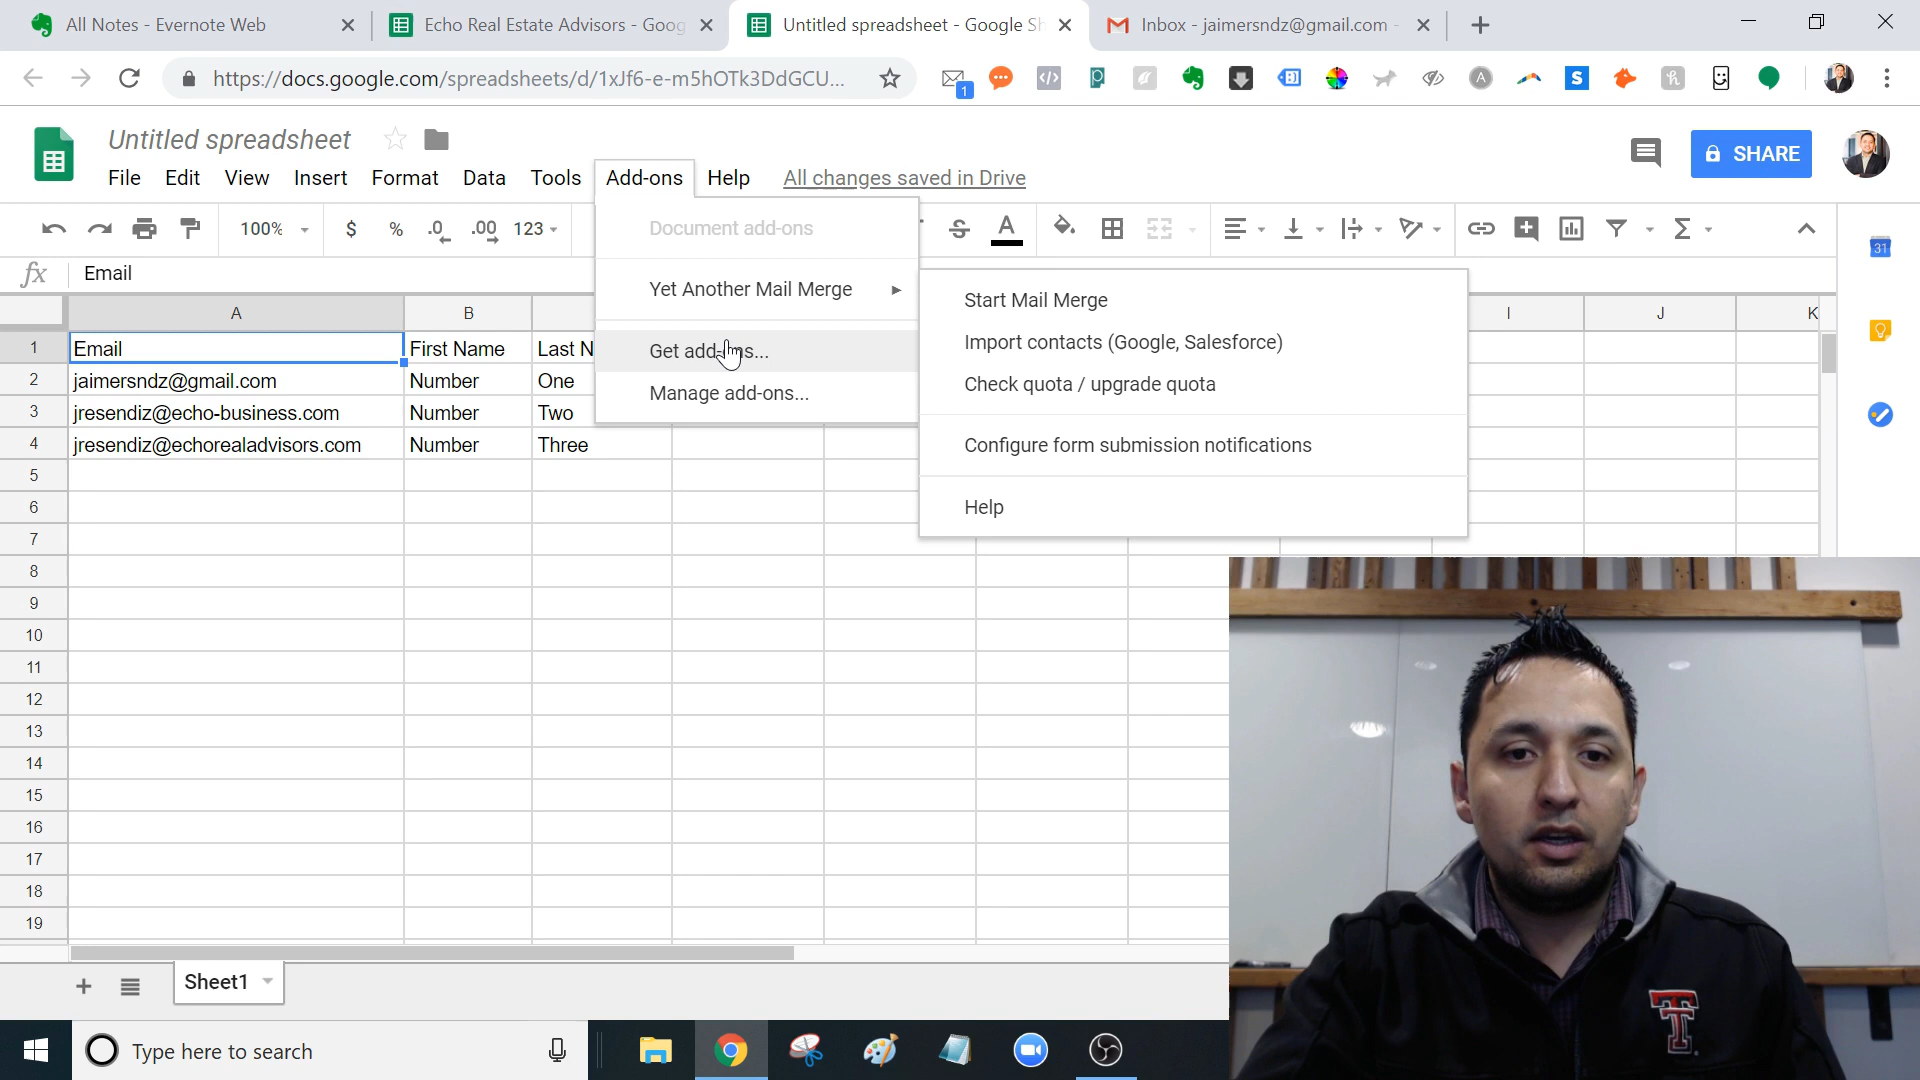 All Notes - Evernote Web
Echo Real Estate Advisors - Goog
Untitled spreadsheet - Google Sh
Inbox - jaimersndz@gmail.com -
https://docs.google.com/spreadsheets/d/1xJf6-e-m5hOTk3DdGCU...
1
Untitled spreadsheet
SHARE
File Edit View Insert Format Data Tools Add-ons Help All changes saved in Drive
100% $ % .0 .00 123
Document add-ons
31
fx Email
Yet Another Mail Merge
Start Mail Merge
Import contacts (Google, Salesforce)
Check quota / upgrade quota
Configure form submission notifications
Help
Get add-ons...
Manage add-ons...
A B I J K
1 Email First Name Last N
2 jaimersndz@gmail.com Number One
3 jresendiz@echo-business.com Number Two
4 jresendiz@echorealadvisors.com Number Three
5
6
7
8
9
10
11
12
13
14
15
16
17
18
19
Sheet1
Type here to search